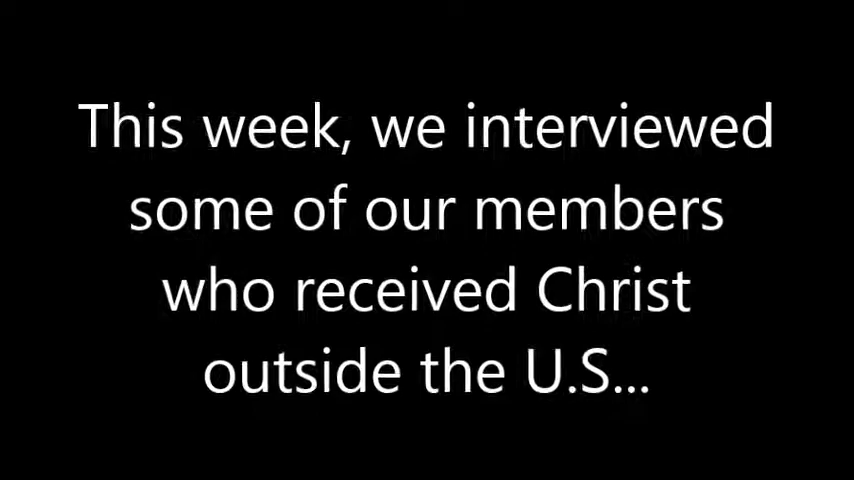 This week, we interviewed
some of our members
who received Christ
outside the U.S...